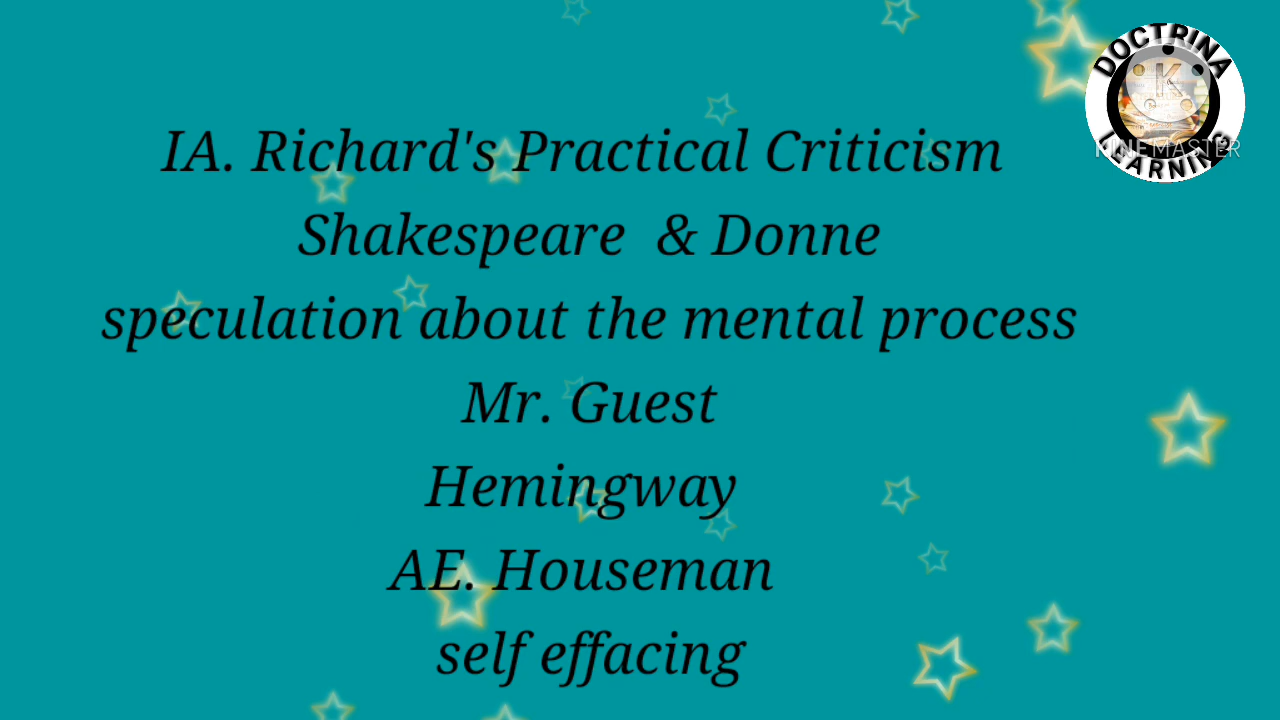 DOCTRINA
K
LEARNING
KINEMASTER
IA. Richard's Practical Criticism
Shakespeare & Donne
speculation about the mental process
Mr. Guest
Hemingway
AE. Houseman
self effacing